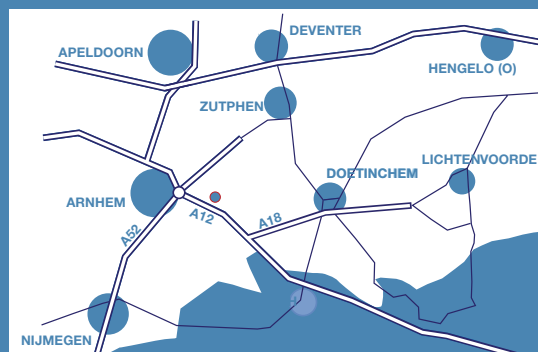 DEVENTER
APELDOORN
HENGELO (O)
ZUTPHEN
LICHTENVOORDE
DOETINCHEM
ARNHEM
A12
A18
A52
NIJMEGEN